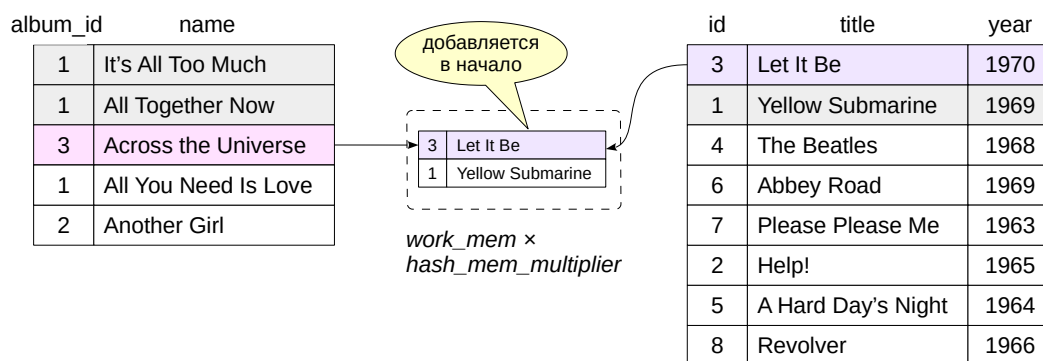 album_id name
1 It's All Too Much
1 All Together Now
3 Across the Universe
1 All You Need Is Love
2 Another Girl
добавляется
в начало
3 Let It Be
1 Yellow Submarine
work_mem ×
hash_mem_multiplier
id title year
3 Let It Be 1970
1 Yellow Submarine 1969
4 The Beatles 1968
6 Abbey Road 1969
7 Please Please Me 1963
2 Help! 1965
5 A Hard Day's Night 1964
8 Revolver 1966